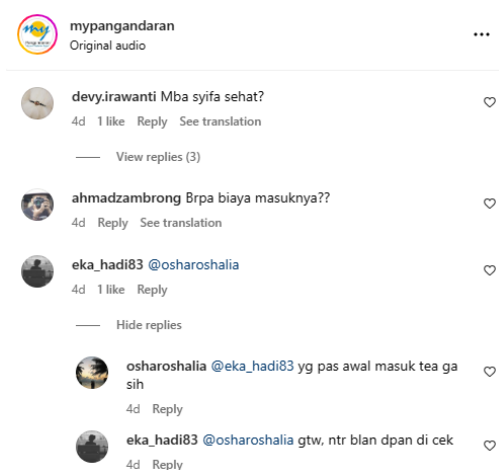 mypangandaran
Original audio
devy.irawanti Mba syifa sehat?
4d 1 like Reply See translation
View replies (3)
ahmadzambrong Brpa biaya masuknya??
4d Reply See translation
eka_hadi83 @osharoshalia
4d 1 like Reply
Hide replies
osharoshalia @eka_hadi83 yg pas awal masuk tea ga
sih
4d Reply
eka_hadi83 @osharoshalia gtw, ntr blan dpan di cek
4d Reply